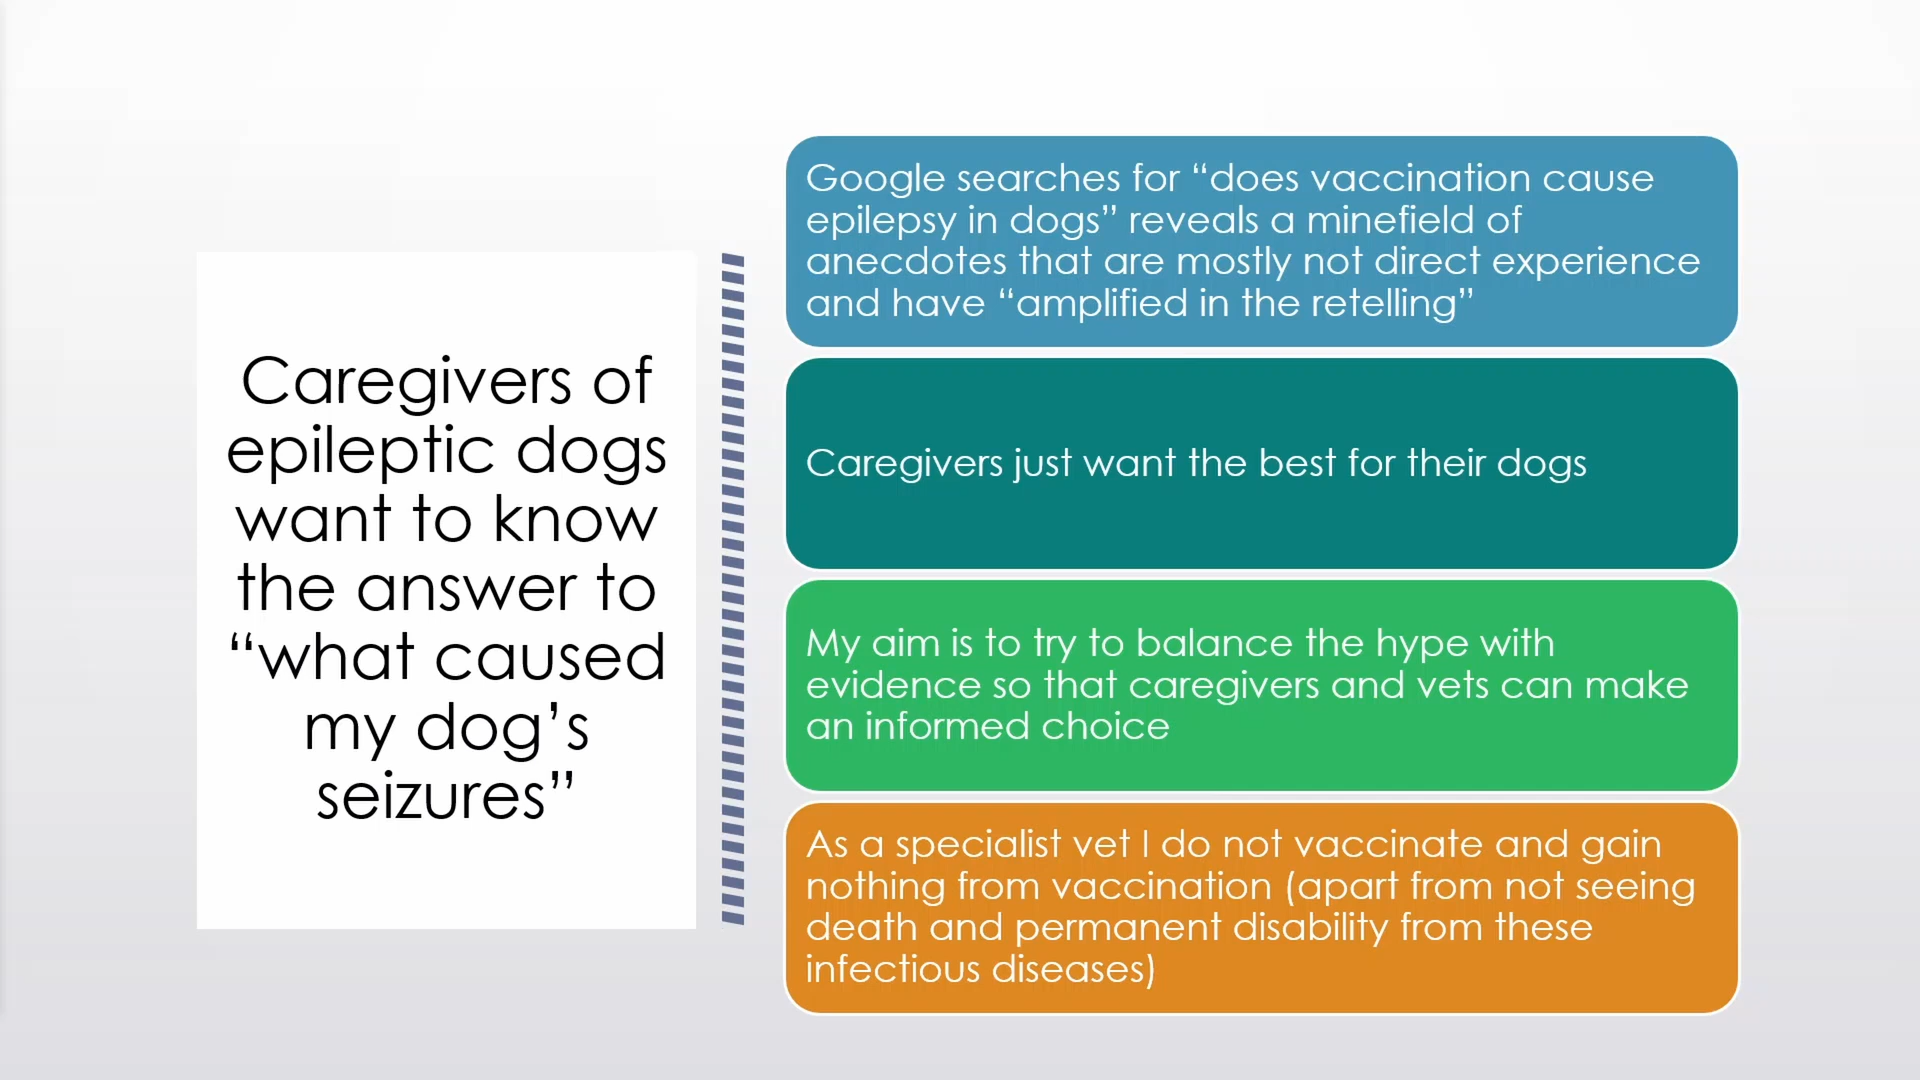 Caregivers of
epileptic dogs
want to know
the answer to
“what caused
my dog’s
seizures”
Google searches for “does vaccination cause
epilepsy in dogs” reveals a minefield of
anecdotes that are mostly not direct experience
and have “amplified in the retelling”
Caregivers just want the best for their dogs
My aim is to try to balance the hype with
evidence so that caregivers and vets can make
an informed choice
As a specialist vet I do not vaccinate and gain
nothing from vaccination (apart from not seeing
death and permanent disability from these
infectious diseases)